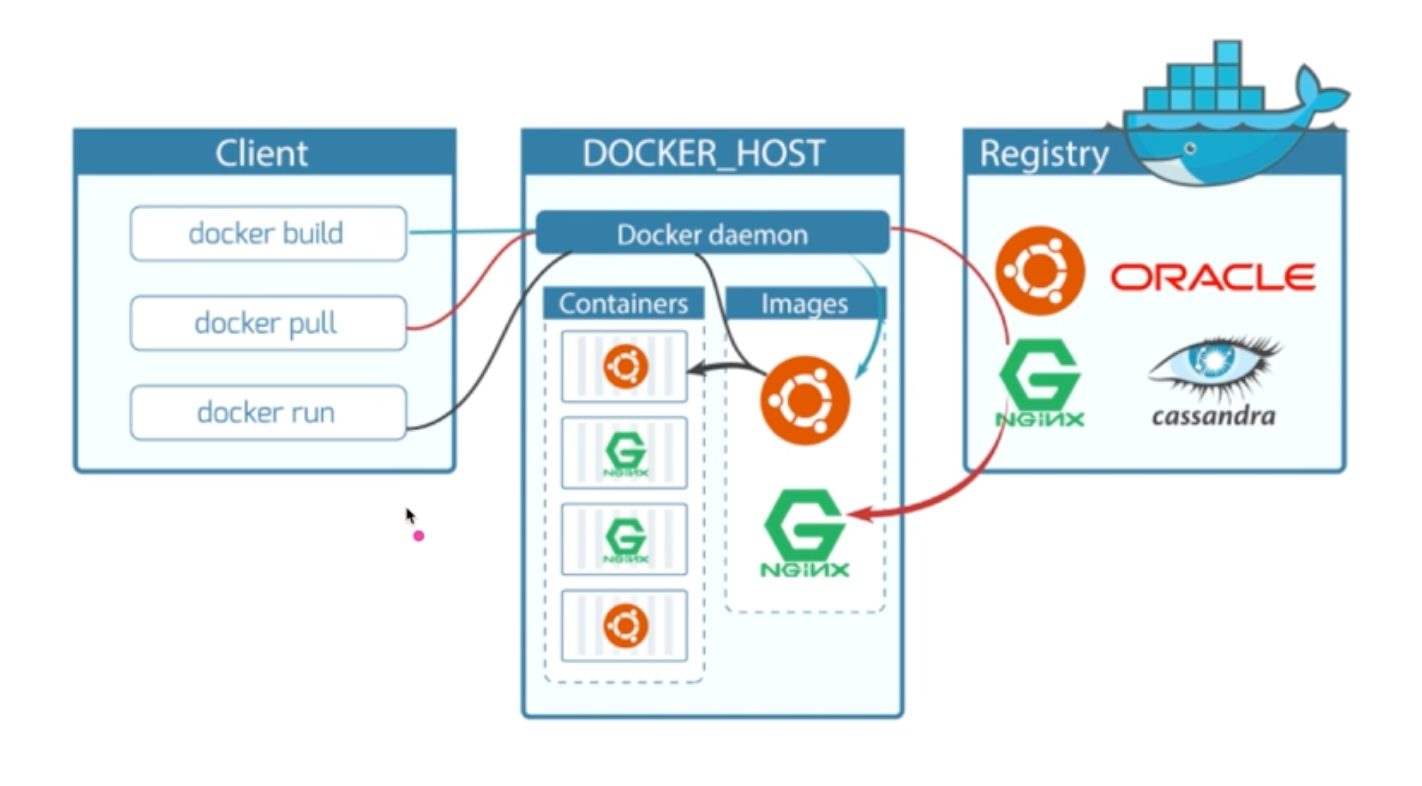 Client
docker build
docker pull
docker run
DOCKER_HOST
Docker daemon
Containers
NGiNX
NGiNX
Images
NGiNX
Registry
ORACLE
NGiNX
cassandra